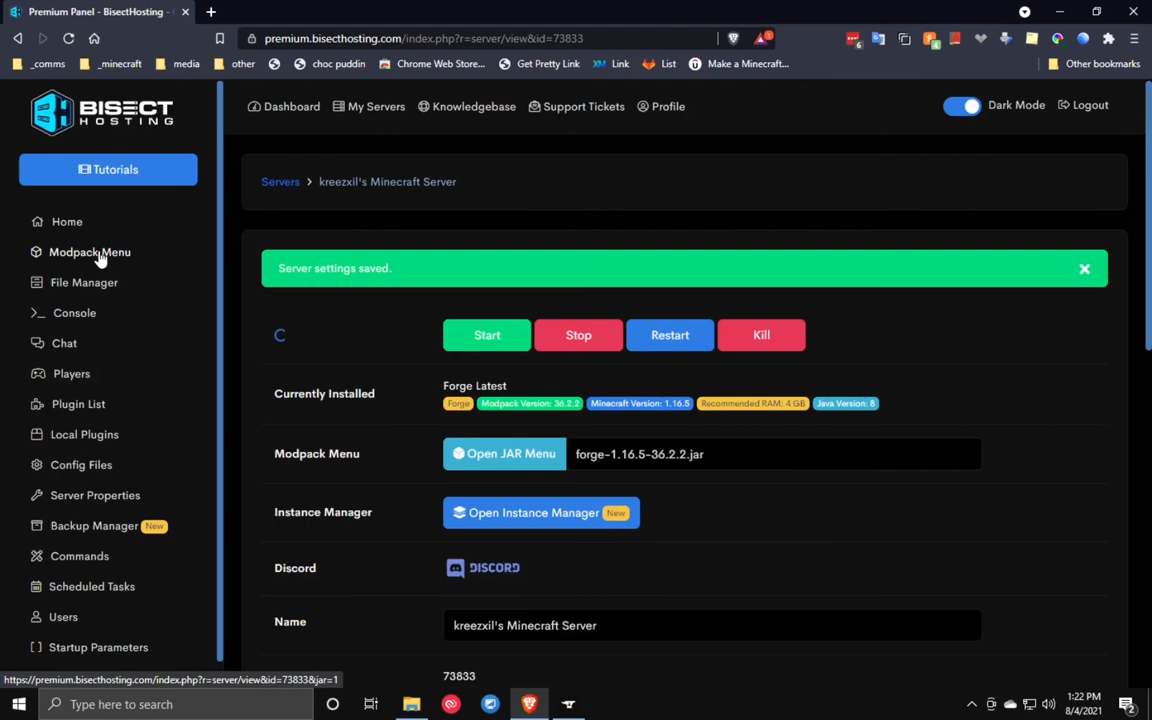 Premium Panel - BisectHosting -
premium.bisecthosting.com/index.php?r=server/view&id=73833
1
6
4
_comms
_minecraft
media
other
choc puddin
Chrome Web Store...
Get Pretty Link
Link
List
Make a Minecraft...
Other bookmarks
BISECT
HOSTING
Dashboard
My Servers
Knowledgebase
Support Tickets
Profile
Dark Mode
Logout
Tutorials
Servers > kreezxil's Minecraft Server
Home
Modpack Menu
File Manager
Console
Chat
Players
Plugin List
Local Plugins
Config Files
Server Properties
Backup Manager New
Commands
Scheduled Tasks
Users
Startup Parameters
Server settings saved.
Start
Stop
Restart
Kill
Currently Installed
Forge Latest
Forge
Modpack Version: 36.2.2
Minecraft Version: 1.16.5
Recommended RAM: 4 GB
Java Version: 8
Modpack Menu
Open JAR Menu
forge-1.16.5-36.2.2.jar
Instance Manager
Open Instance Manager New
Discord
DISCORD
Name
kreezxil's Minecraft Server
73833
https://premium.bisecthosting.com/index.php?r=server/view&id=73833&jar=1
Type here to search
1:22 PM
8/4/2021
2